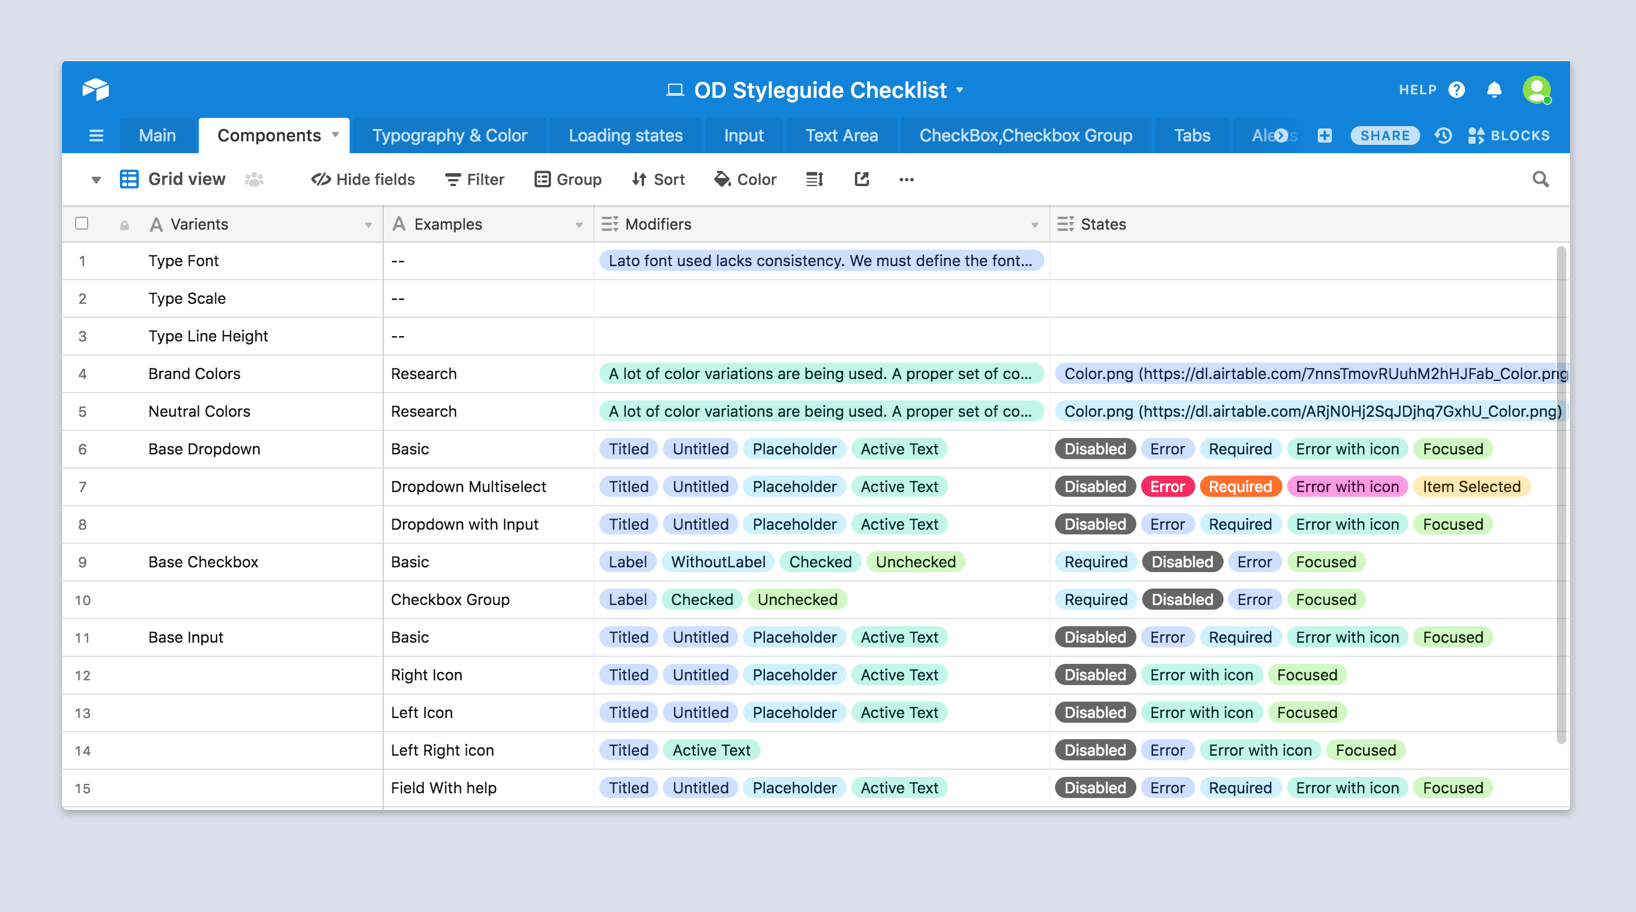 OD Styleguide Checklist
HELP
Main Components Typography & Color Loading states Input Text Area CheckBox,Checkbox Group Tabs SHARE BLOCKS
Grid view Hide fields Filter Group Sort Color
Varients Examples Modifiers States
1 Type Font -- Lato font used lacks consistency. We must define the font...
2 Type Scale --
3 Type Line Height --
4 Brand Colors Research A lot of color variations are being used. A proper set of co... Color.png (https://dl.airtable.com/7nnsTmovRUuhM2hHJFab_Color.png
5 Neutral Colors Research A lot of color variations are being used. A proper set of co... Color.png (https://dl.airtable.com/ARjN0Hj2SqJDjhq7GxhU_Color.png)
6 Base Dropdown Basic Titled Untitled Placeholder Active Text Disabled Error Required Error with icon Focused
7 Dropdown Multiselect Titled Untitled Placeholder Active Text Disabled Error Required Error with icon Item Selected
8 Dropdown with Input Titled Untitled Placeholder Active Text Disabled Error Required Error with icon Focused
9 Base Checkbox Basic Label WithoutLabel Checked Unchecked Required Disabled Error Focused
10 Checkbox Group Label Checked Unchecked Required Disabled Error Focused
11 Base Input Basic Titled Untitled Placeholder Active Text Disabled Error Required Error with icon Focused
12 Right Icon Titled Untitled Placeholder Active Text Disabled Error with icon Focused
13 Left Icon Titled Untitled Placeholder Active Text Disabled Error with icon Focused
14 Left Right icon Titled Active Text Disabled Error Error with icon Focused
15 Field With help Titled Untitled Placeholder Active Text Disabled Error Required Error with icon Focused